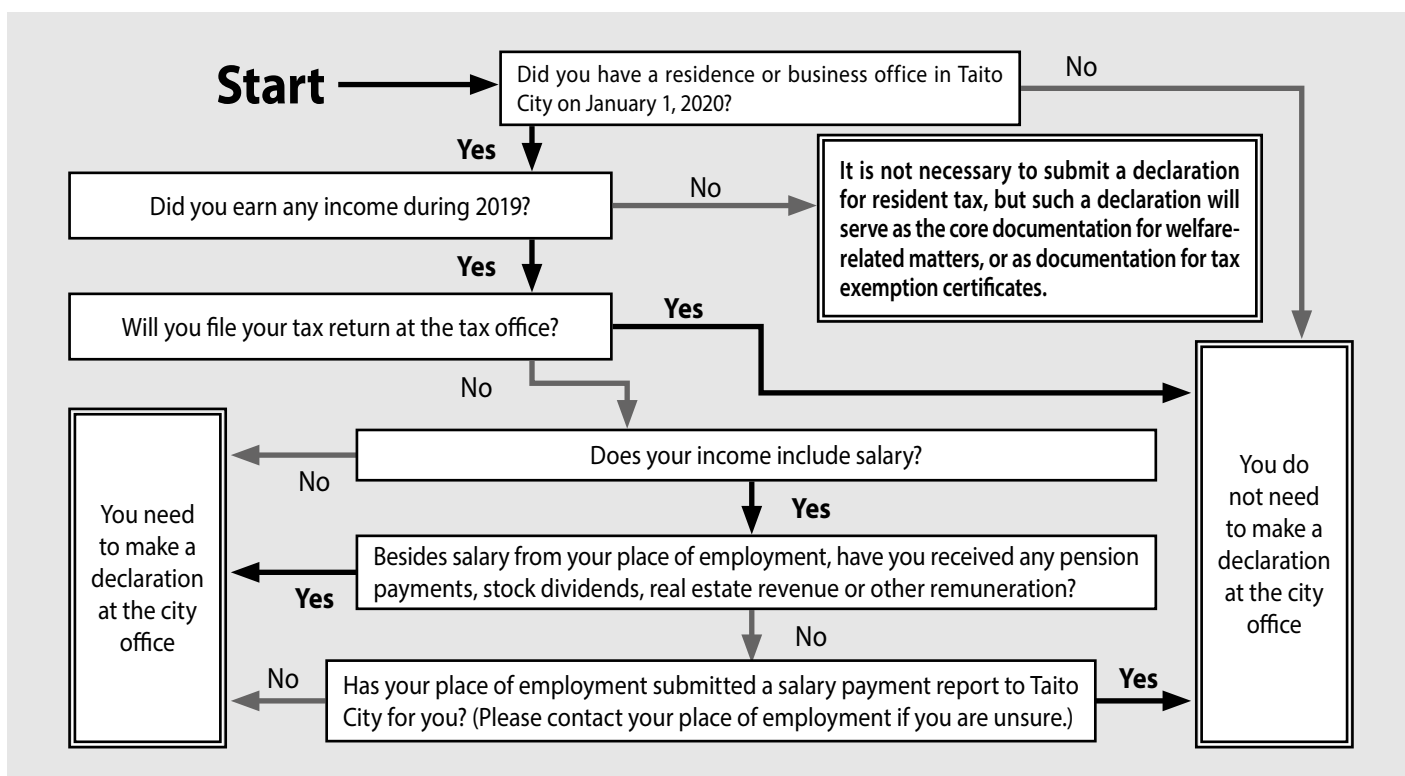 Start
Did you have a residence or business office in Taito
City on January 1, 2020?
No
Yes
Did you earn any income during 2019?
No
It is not necessary to submit a declaration
for resident tax, but such a declaration will
serve as the core documentation for welfare-
related matters, or as documentation for tax
exemption certificates.
Yes
Will you file your tax return at the tax office?
Yes
No
Does your income include salary?
No
Yes
Besides salary from your place of employment, have you received any pension
payments, stock dividends, real estate revenue or other remuneration?
Yes
No
Has your place of employment submitted a salary payment report to Taito
City for you? (Please contact your place of employment if you are unsure.)
No
Yes
You need
to make a
declaration
at the city
office
You do
not need
to make a
declaration
at the city
office